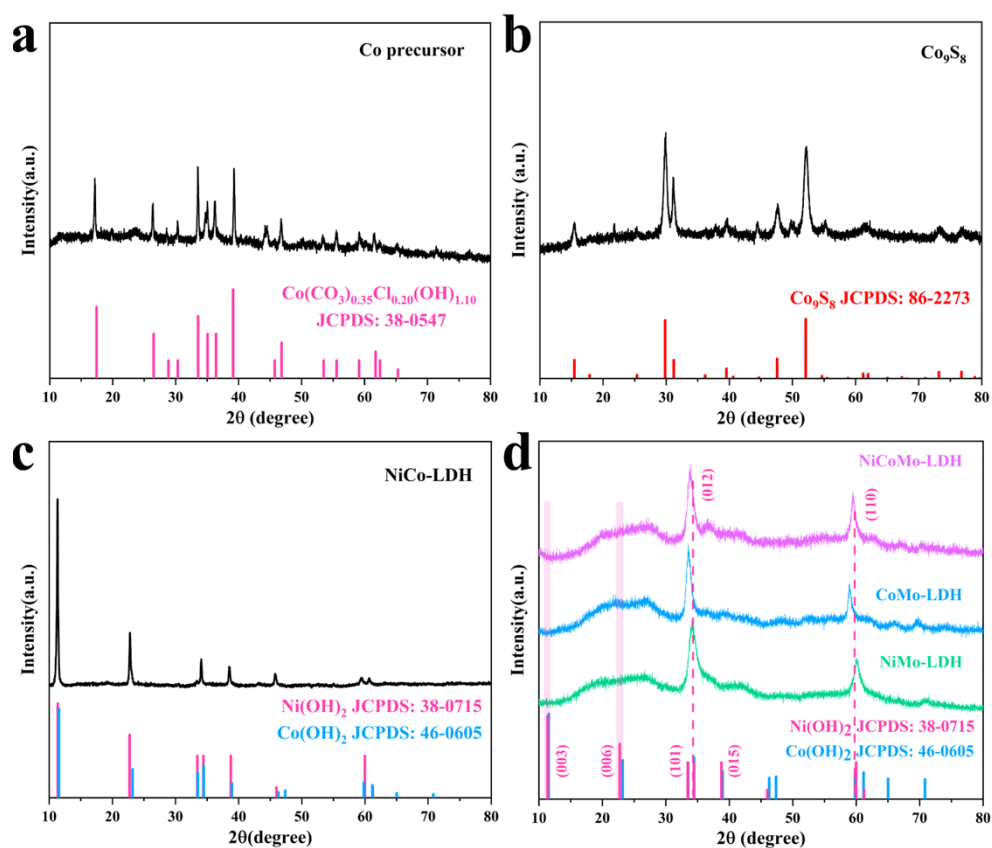 a
Co precursor
Intensity(a.u.)
Co(CO₃)₀.₃₅Cl₀.₂₀(OH)₁.₁₀
JCPDS: 38-0547
10 20 30 40 50 60 70 80
2θ (degree)
b
Co₉S₈
Intensity(a.u.)
Co₉S₈ JCPDS: 86-2273
10 20 30 40 50 60 70 80
2θ (degree)
c
NiCo-LDH
Intensity(a.u.)
Ni(OH)₂ JCPDS: 38-0715
Co(OH)₂ JCPDS: 46-0605
10 20 30 40 50 60 70 80
2θ(degree)
d
NiCoMo-LDH
(012)
(110)
CoMo-LDH
NiMo-LDH
Intensity(a.u.)
Ni(OH)₂ JCPDS: 38-0715
Co(OH)₂ JCPDS: 46-0605
(003)
(006)
(101)
(015)
10 20 30 40 50 60 70 80
2θ (degree)